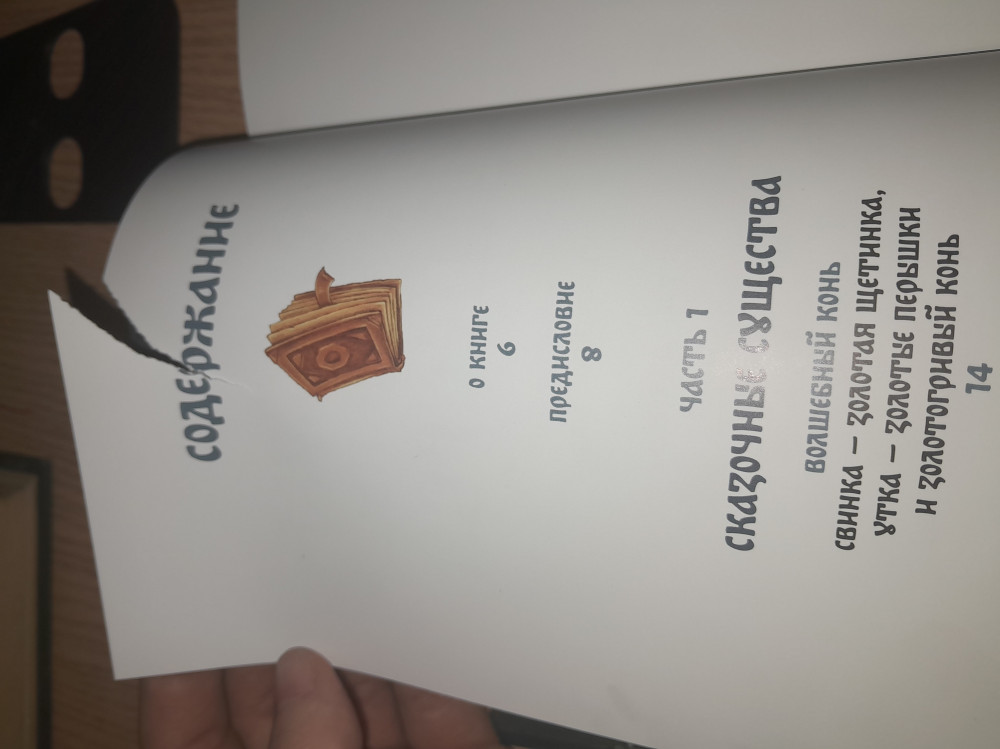 СОДЕРЖАНИЕ
О КНИГЕ
6
ПРЕДИСЛОВИЕ
8
ЧАСТЬ 1
СКАЗОЧНЫЕ СУЩЕСТВА
ВОЛШЕБНЫЙ КОНЬ
СВИНКА – ЗОЛОТАЯ ЩЕТИНКА,
УТКА – ЗОЛОТЫЕ ПЕРЫШКИ
И ЗОЛОТОГРИВЫЙ КОНЬ
14